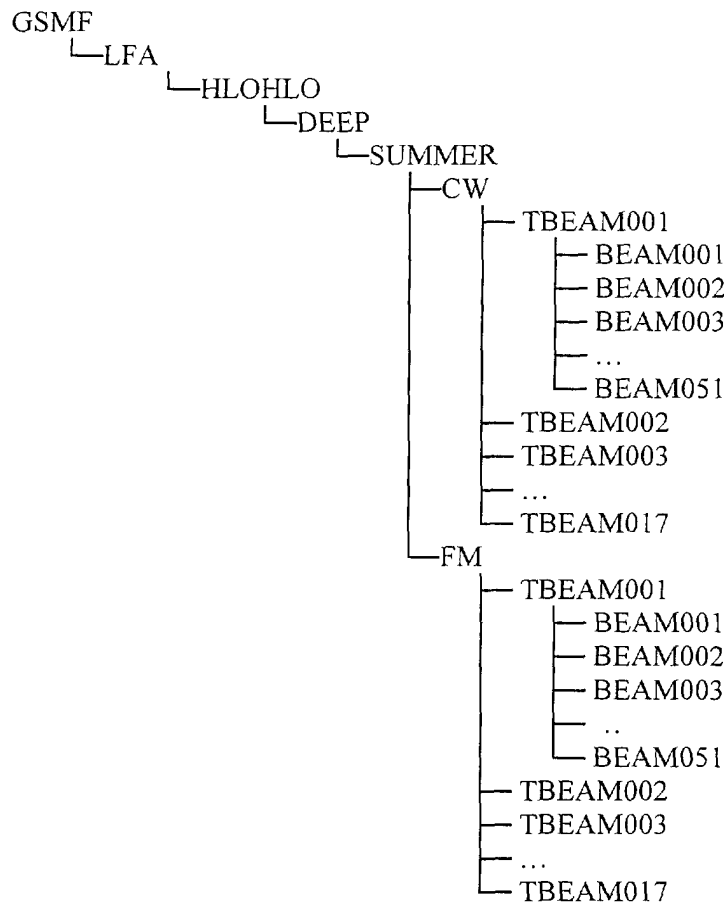 GSMF
LFA
HLOHLO
DEEP
SUMMER
CW
TBEAM001
BEAM001
BEAM002
BEAM003
...
BEAM051
TBEAM002
TBEAM003
...
TBEAM017
FM
TBEAM001
BEAM001
BEAM002
BEAM003
..
BEAM051
TBEAM002
TBEAM003
...
TBEAM017